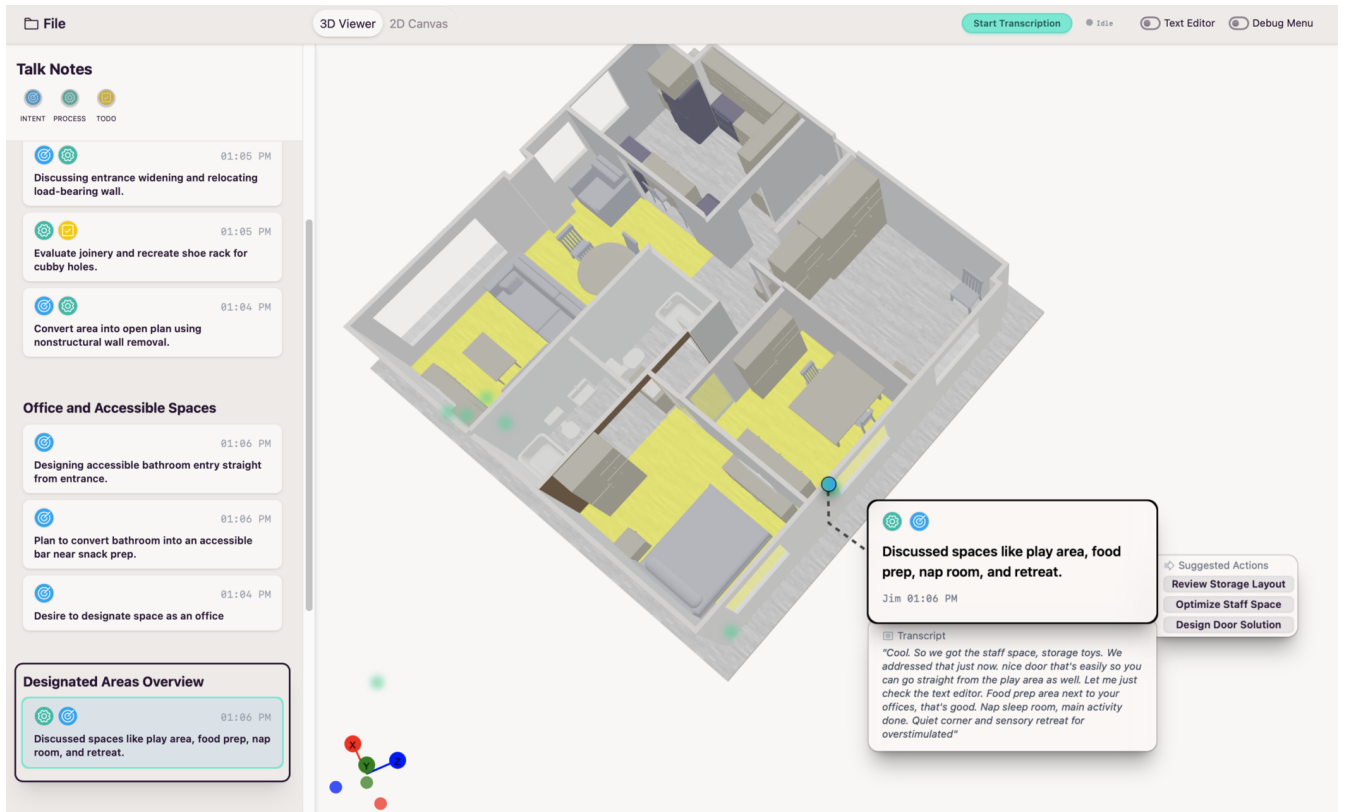 File
3D Viewer
2D Canvas
Start Transcription
Idle
Text Editor
Debug Menu
Talk Notes
INTENT
PROCESS
TODO
01:05 PM
Discussing entrance widening and relocating
load-bearing wall.
01:05 PM
Evaluate joinery and recreate shoe rack for
cubby holes.
01:04 PM
Convert area into open plan using
nonstructural wall removal.
Office and Accessible Spaces
01:06 PM
Designing accessible bathroom entry straight
from entrance.
01:06 PM
Plan to convert bathroom into an accessible
bar near snack prep.
01:04 PM
Desire to designate space as an office
Designated Areas Overview
01:06 PM
Discussed spaces like play area, food prep, nap
room, and retreat.
X
Y
Z
Discussed spaces like play area, food
prep, nap room, and retreat.
Jim 01:06 PM
Transcript
"Cool. So we got the staff space, storage toys. We
addressed that just now. nice door that's easily so you
can go straight from the play area as well. Let me just
check the text editor. Food prep area next to your
offices, that's good. Nap sleep room, main activity
done. Quiet corner and sensory retreat for
overstimulated"
Suggested Actions
Review Storage Layout
Optimize Staff Space
Design Door Solution